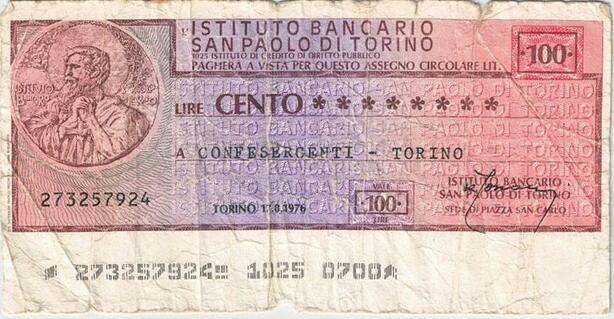 L'ISTITUTO BANCARIO
SAN PAOLO DI TORINO
1025 ISTITUTO DI CREDITO DI DIRITTO PUBBLICO
PAGHERÀ A VISTA PER QUESTO ASSEGNO CIRCOLARE LIT.
100
LIRE CENTO * * * * * * * *
A CONFESERCENTI - TORINO
273257924
TORINO 17.8.1976
VALE
100
LIRE
ISTITUTO BANCARIO
SAN PAOLO DI TORINO
SEDE DI PIAZZA SAN CARLO
273257924 1025 0700